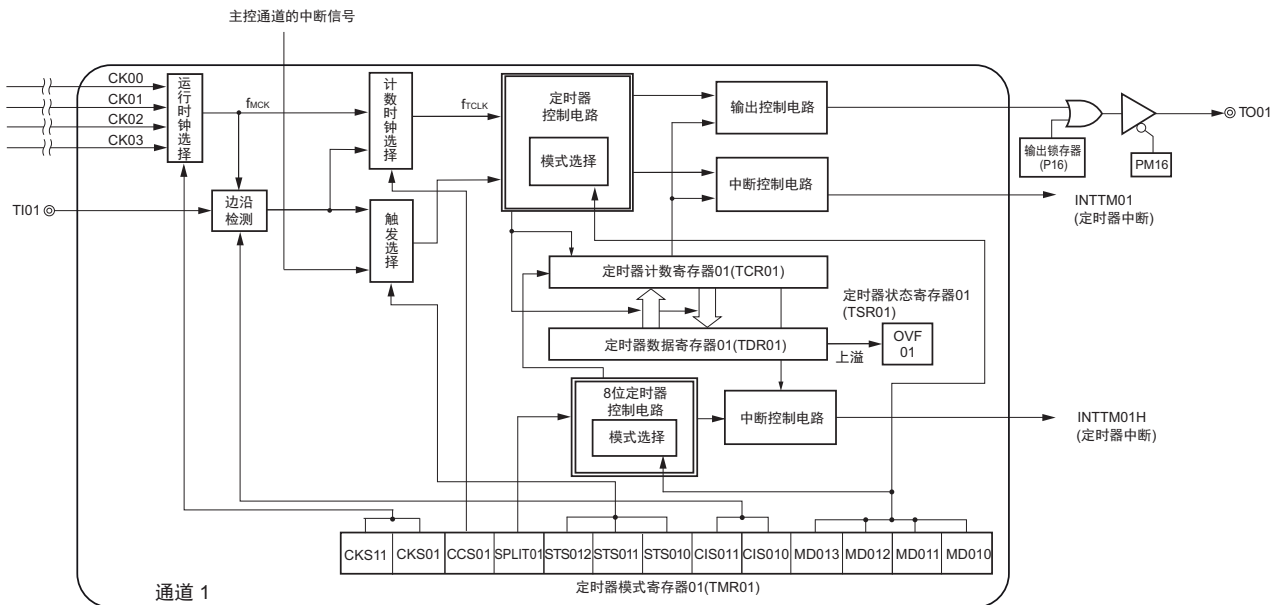 主控通道的中断信号
CK00
CK01
CK02
CK03
运行时钟选择
fMCK
计数时钟选择
fTCLK
定时器
控制电路
模式选择
输出控制电路
输出锁存器
(P16)
PM16
TO01
中断控制电路
INTTM01
(定时器中断)
TI01
边沿
检测
触发选择
定时器计数寄存器01(TCR01)
定时器状态寄存器01
(TSR01)
定时器数据寄存器01(TDR01)
上溢
OVF
01
8位定时器
控制电路
模式选择
中断控制电路
INTTM01H
(定时器中断)
CKS11 CKS01 CCS01 SPLIT01 STS012 STS011 STS010 CIS011 CIS010 MD013 MD012 MD011 MD010
定时器模式寄存器01(TMR01)
通道 1